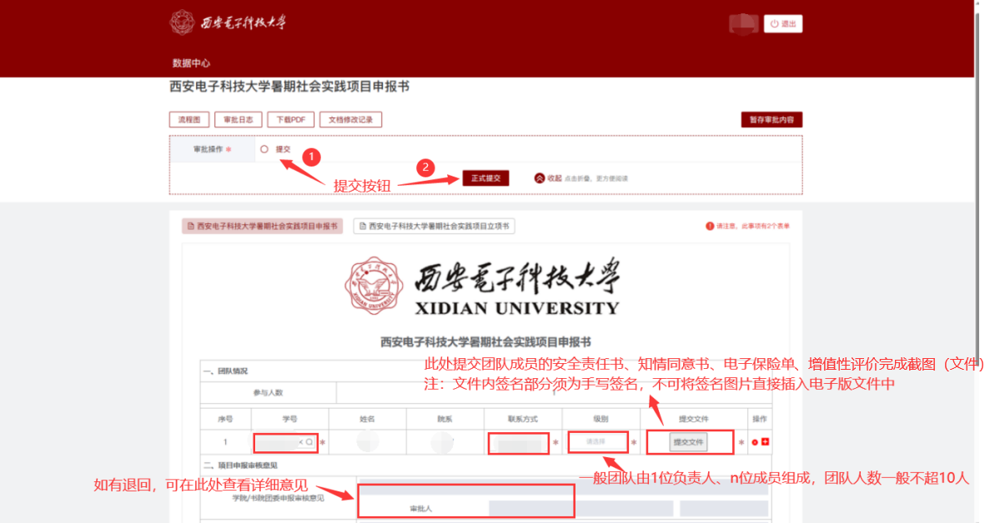 西安电子科技大学
退出
数据中心
西安电子科技大学暑期社会实践项目申报书
流程图 审批日志 下载PDF 文档修改记录 暂存审批内容
审批操作 * 提交 1
2 正式提交 收起 点击折叠,更方便阅读
提交按钮
西安电子科技大学暑期社会实践项目申报书 西安电子科技大学暑期社会实践项目立项书 请注意,此事项有2个表单
西安电子科技大学
XIDIAN UNIVERSITY
西安电子科技大学暑期社会实践项目申报书
此处提交团队成员的安全责任书、知情同意书、电子保险单、增值性评价完成截图(文件)
一、团队情况
注:文件内签名部分须为手写签名,不可将签名图片直接插入电子版文件中
参与人数
序号 学号 姓名 院系 联系方式 级别 提交文件 操作
1 * * 请选择 * 提交文件 *
二、项目申报审核意见
一般团队由1位负责人、n位成员组成,团队人数一般不超10人
如有退回,可在此处查看详细意见
学院/书院团委申报审核意见
审批人